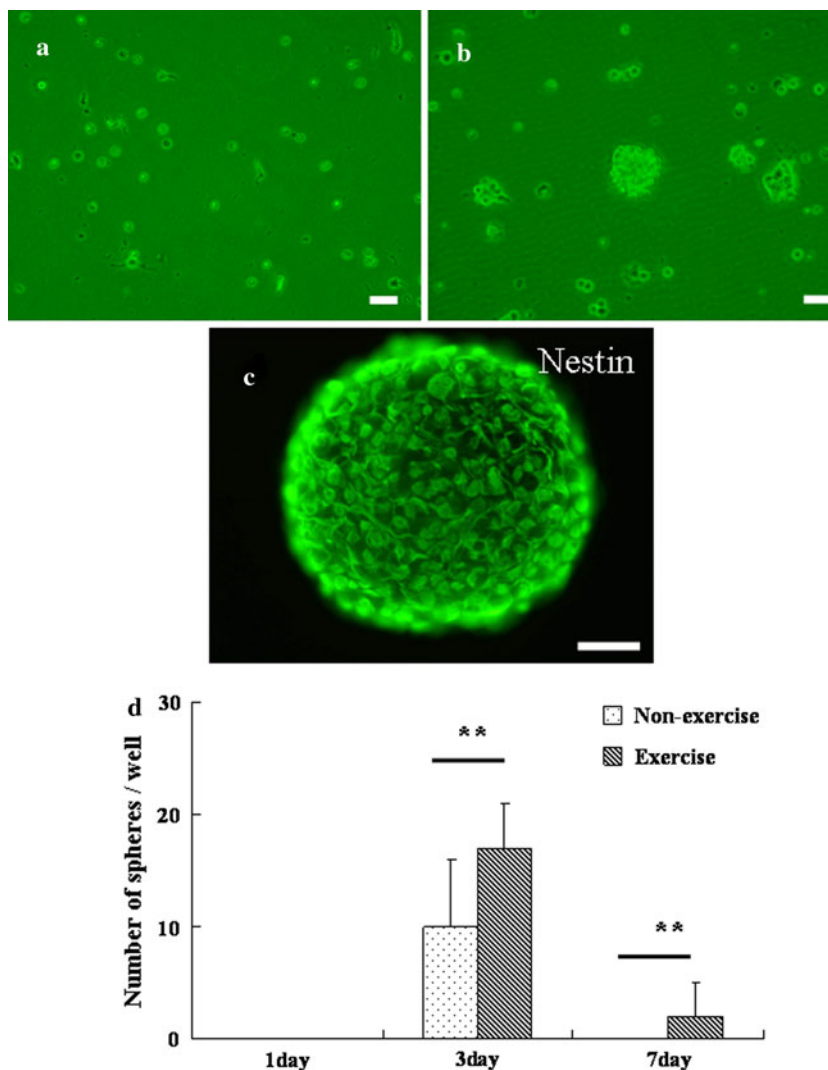 a
b
c
Nestin
d
Number of spheres / well
30
20
10
0
Non-exercise
Exercise
**
**
1day
3day
7day